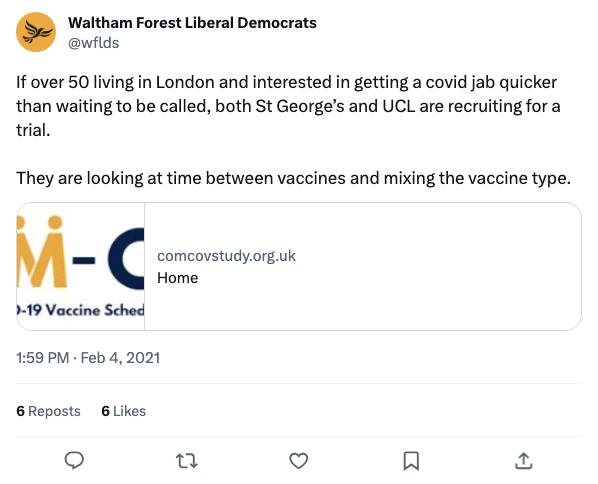 Waltham Forest Liberal Democrats
@wflds
If over 50 living in London and interested in getting a covid jab quicker
than waiting to be called, both St George’s and UCL are recruiting for a
trial.
They are looking at time between vaccines and mixing the vaccine type.
M-C
-19 Vaccine Sched
comcovstudy.org.uk
Home
1:59 PM · Feb 4, 2021
6 Reposts 6 Likes